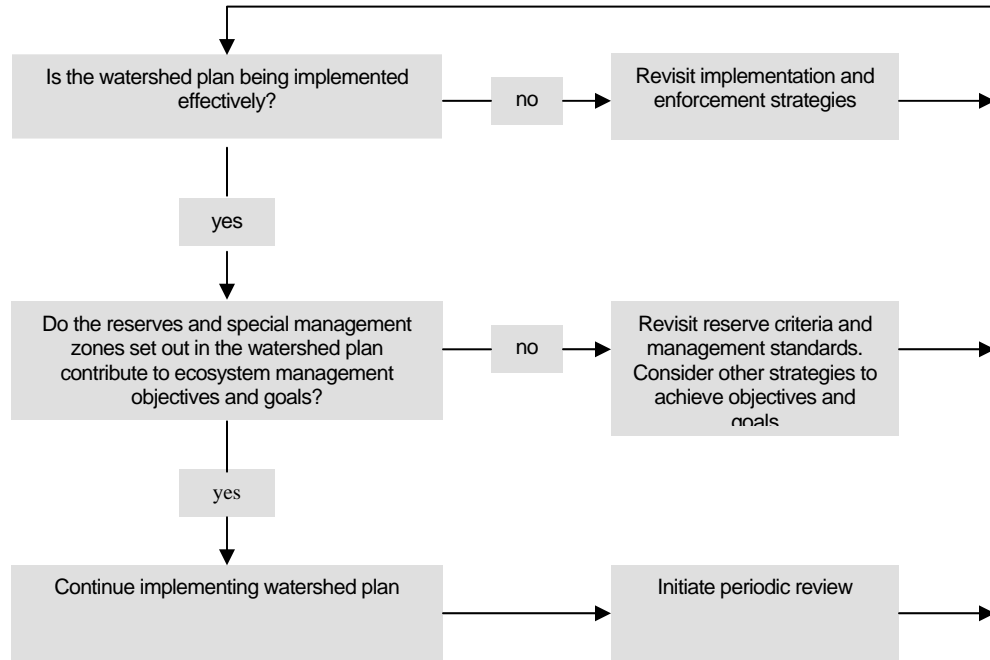 Is the watershed plan being implemented
effectively?
no
Revisit implementation and
enforcement strategies
yes
Do the reserves and special management
zones set out in the watershed plan
contribute to ecosystem management
objectives and goals?
no
Revisit reserve criteria and
management standards.
Consider other strategies to
achieve objectives and
goals
yes
Continue implementing watershed plan
Initiate periodic review